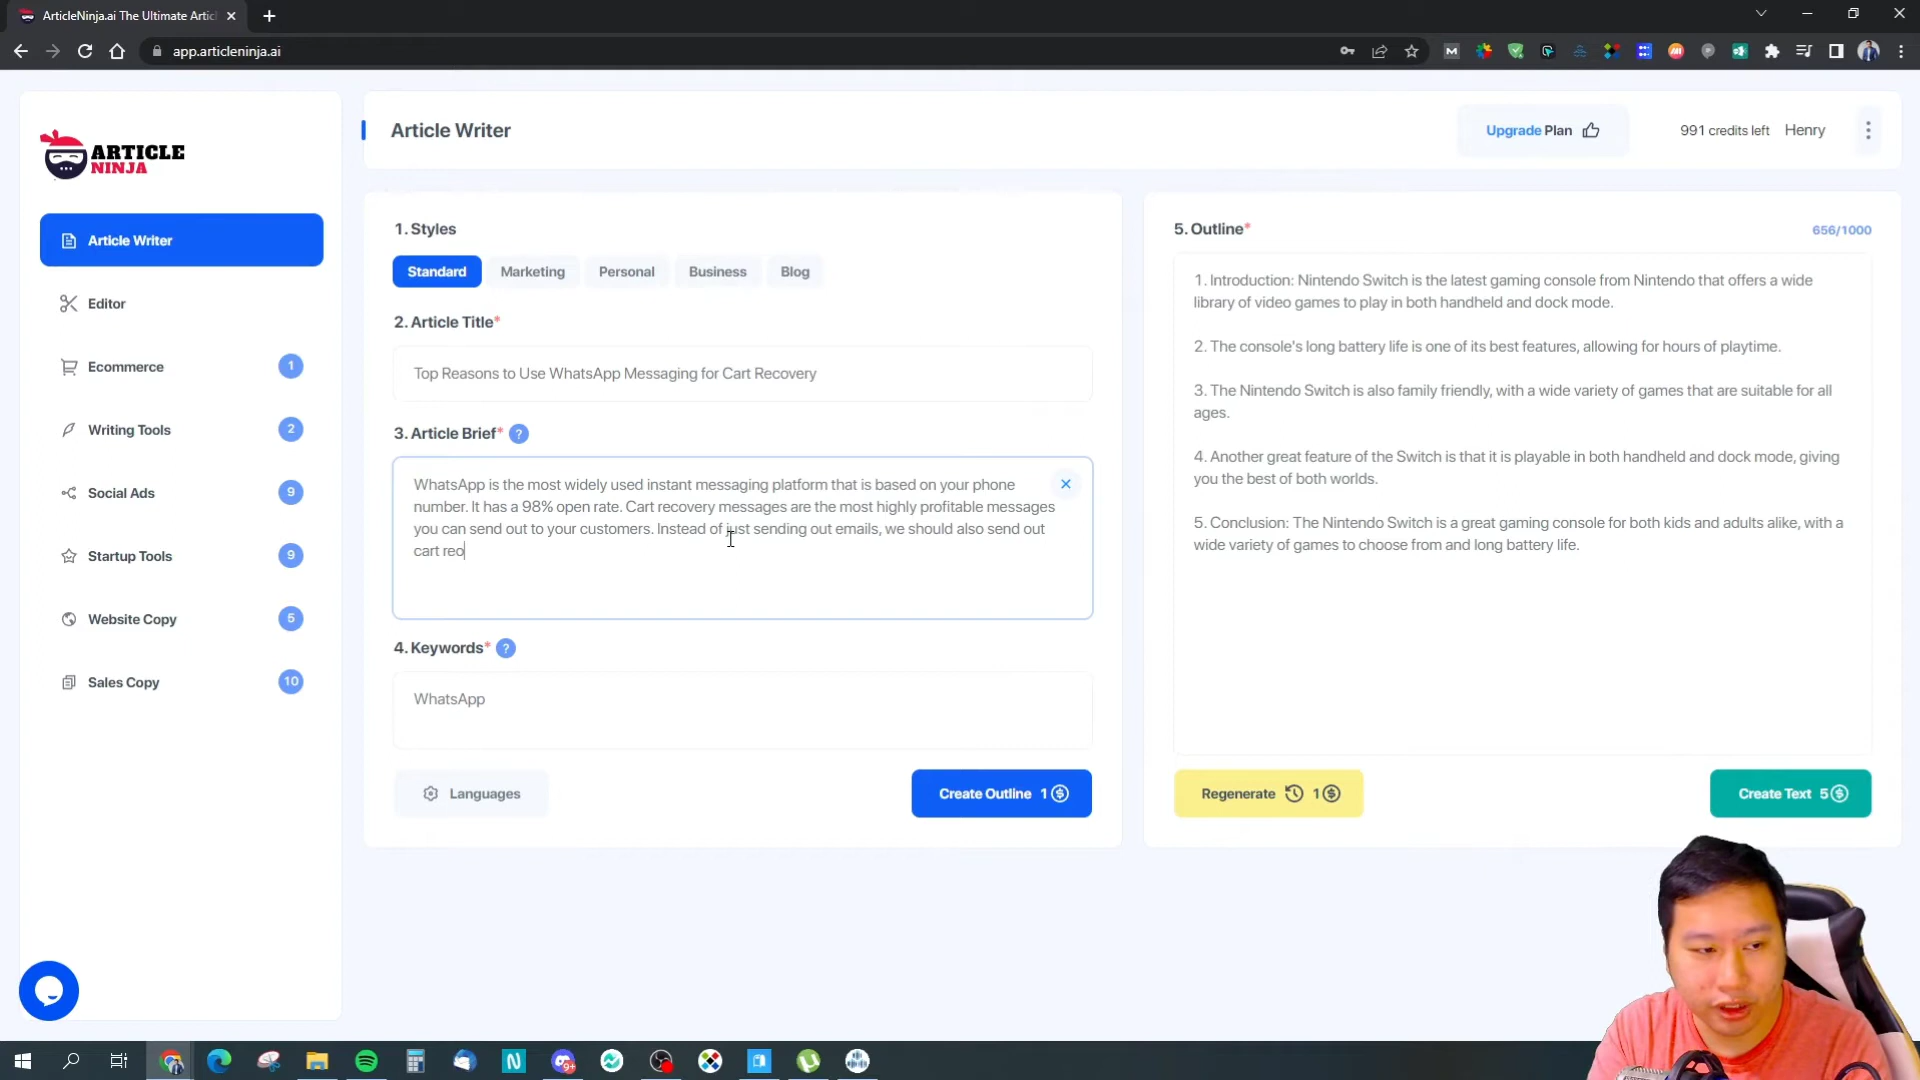 ArticleNinja.ai The Ultimate Artic
app.articleninja.ai
ARTICLE
NINJA
Article Writer
Editor
Ecommerce 1
Writing Tools 2
Social Ads 9
Startup Tools 9
Website Copy 5
Sales Copy 10
Article Writer
Upgrade Plan
991 credits left Henry
1. Styles
Standard Marketing Personal Business Blog
2. Article Title*
Top Reasons to Use WhatsApp Messaging for Cart Recovery
3. Article Brief* ?
WhatsApp is the most widely used instant messaging platform that is based on your phone
number. It has a 98% open rate. Cart recovery messages are the most highly profitable messages
you can send out to your customers. Instead of just sending out emails, we should also send out
cart reo
4. Keywords* ?
WhatsApp
Languages
Create Outline 1
5. Outline*
656/1000
1. Introduction: Nintendo Switch is the latest gaming console from Nintendo that offers a wide
library of video games to play in both handheld and dock mode.
2. The console's long battery life is one of its best features, allowing for hours of playtime.
3. The Nintendo Switch is also family friendly, with a wide variety of games that are suitable for all
ages.
4. Another great feature of the Switch is that it is playable in both handheld and dock mode, giving
you the best of both worlds.
5. Conclusion: The Nintendo Switch is a great gaming console for both kids and adults alike, with a
wide variety of games to choose from and long battery life.
Regenerate 1
Create Text 5